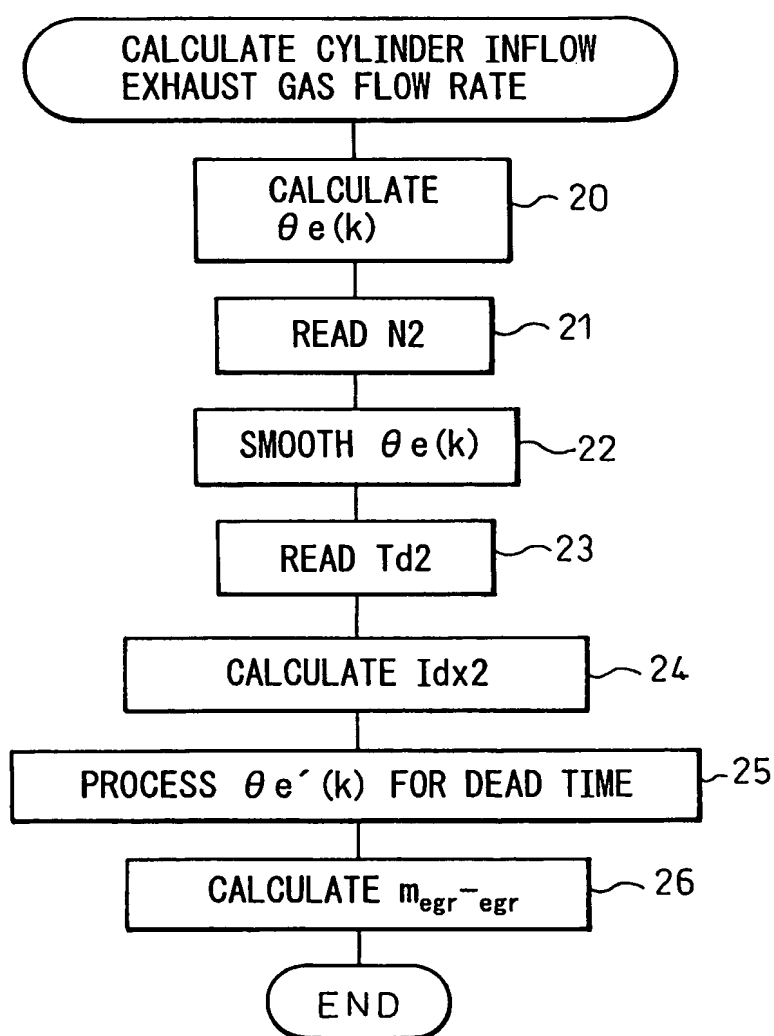 CALCULATE CYLINDER INFLOW
EXHAUST GAS FLOW RATE
CALCULATE
θe(k)
20
READ N2
21
SMOOTH θe(k)
22
READ Td2
23
CALCULATE Idx2
24
PROCESS θe´(k) FOR DEAD TIME
25
CALCULATE megr-egr
26
END